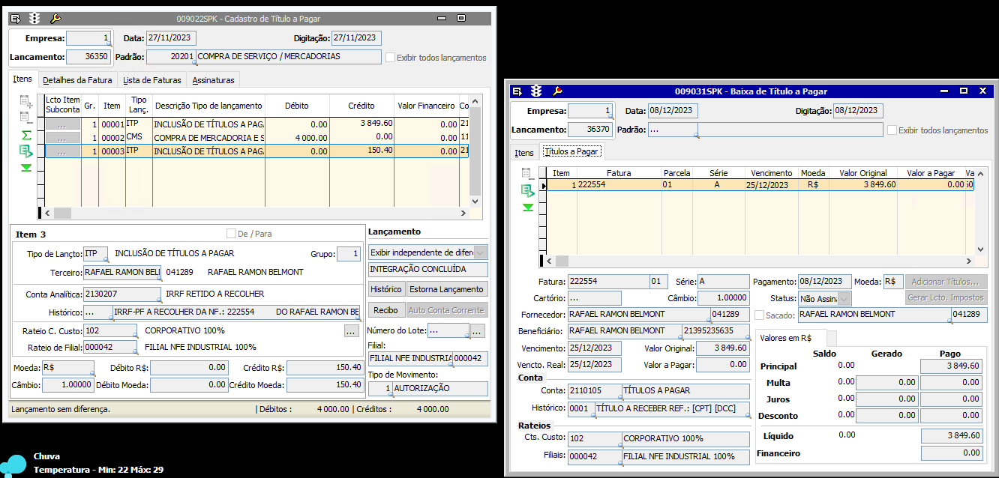 009022SPK - Cadastro de Título a Pagar
Empresa: 1 Data: 27/11/2023 Digitação: 27/11/2023
Lancamento: 36350 Padrão: 20201 COMPRA DE SERVIÇO / MERCADORIAS Exibir todos lançamentos
Itens Detalhes da Fatura Lista de Faturas Assinaturas
Lcto Item Subconta Gr. Item Tipo Lanç. Descrição Tipo de lançamento Débito Crédito Valor Financeiro Co
... 1 00001 ITP INCLUSÃO DE TÍTULOS A PAGA 0.00 3 849.60 0.00 21
... 1 00002 CMS COMPRA DE MERCADORIA E S 4 000.00 0.00 0.00 11
... 1 00003 ITP INCLUSÃO DE TÍTULOS A PAGA 0.00 150.40 0.00 21
Item 3 De / Para
Tipo de Lançto: ITP INCLUSÃO DE TÍTULOS A PAGAR Grupo: 1
Terceiro: RAFAEL RAMON BELI 041289 RAFAEL RAMON BELMONT
Conta Analítica: 2130207 IRRF RETIDO A RECOLHER
Histórico: ... IRRF-PF A RECOLHER DA NF.: 222554 DO RAFAEL RAMON BE
Rateio C. Custo: 102 CORPORATIVO 100% ...
Rateio de Filial: 000042 FILIAL NFE INDUSTRIAL 100%
Moeda: R$ Débito R$: 0.00 Crédito R$: 150.40
Câmbio: 1.00000 Débito Moeda: 0.00 Crédito Moeda: 150.40
Lançamento
Exibir independente de difere
INTEGRAÇÃO CONCLUÍDA
Histórico Estorna Lançamento
Recibo Auto Conta Corrente
Número do Lote: ... ...
Filial:
FILIAL NFE INDUSTRIA 000042
Tipo de Movimento:
1 AUTORIZAÇÃO
Lançamento sem diferença. | Débitos : 4 000.00 | Créditos : 4 000.00
Chuva
Temperatura - Min: 22 Máx: 29
009031SPK - Baixa de Título a Pagar
Empresa: 1 Data: 08/12/2023 Digitação: 08/12/2023
Lancamento: 36370 Padrão: ... Exibir todos lançamentos
Itens Títulos a Pagar
Item Fatura Parcela Série Vencimento Moeda Valor Original Valor a Pagar Va
1 222554 01 A 25/12/2023 R$ 3 849.60 0.00
Fatura: 222554 01 Série: A Pagamento: 08/12/2023 Moeda: R$ Adicionar Títulos...
Cartório: ... Câmbio: 1.00000 Status: Não Assin Gerar Lcto. Impostos
Fornecedor: RAFAEL RAMON BELMONT 041289 Sacado: RAFAEL RAMON BELMONT 041289
Beneficiário: RAFAEL RAMON BELMONT 21395235635
Vencimento: 25/12/2023 Valor Original: 3 849.60
Vencto. Real: 25/12/2023 Valor a Pagar: 0.00
Conta
Conta: 2110105 TÍTULOS A PAGAR
Histórico: 0001 TÍTULO A RECEBER REF.: [CPT] [DCC]
Rateios
Cts. Custo: 102 CORPORATIVO 100%
Filiais: 000042 FILIAL NFE INDUSTRIAL 100%
Valores em R$
Saldo Gerado Pago
Principal 0.00 3 849.60
Multa 0.00 0.00 0.00
Juros 0.00 0.00 0.00
Desconto 0.00 0.00 0.00
Líquido 0.00 3 849.60
Financeiro 0.00